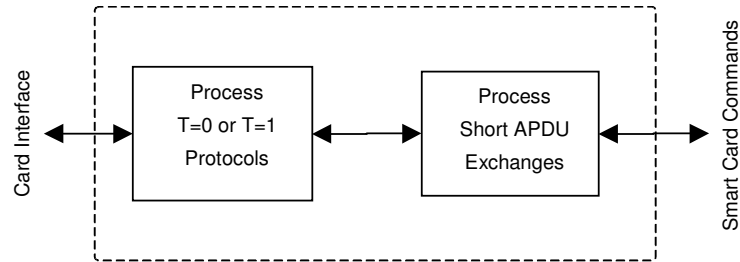 Card Interface
Process
T=0 or T=1
Protocols
Process
Short APDU
Exchanges
Smart Card Commands